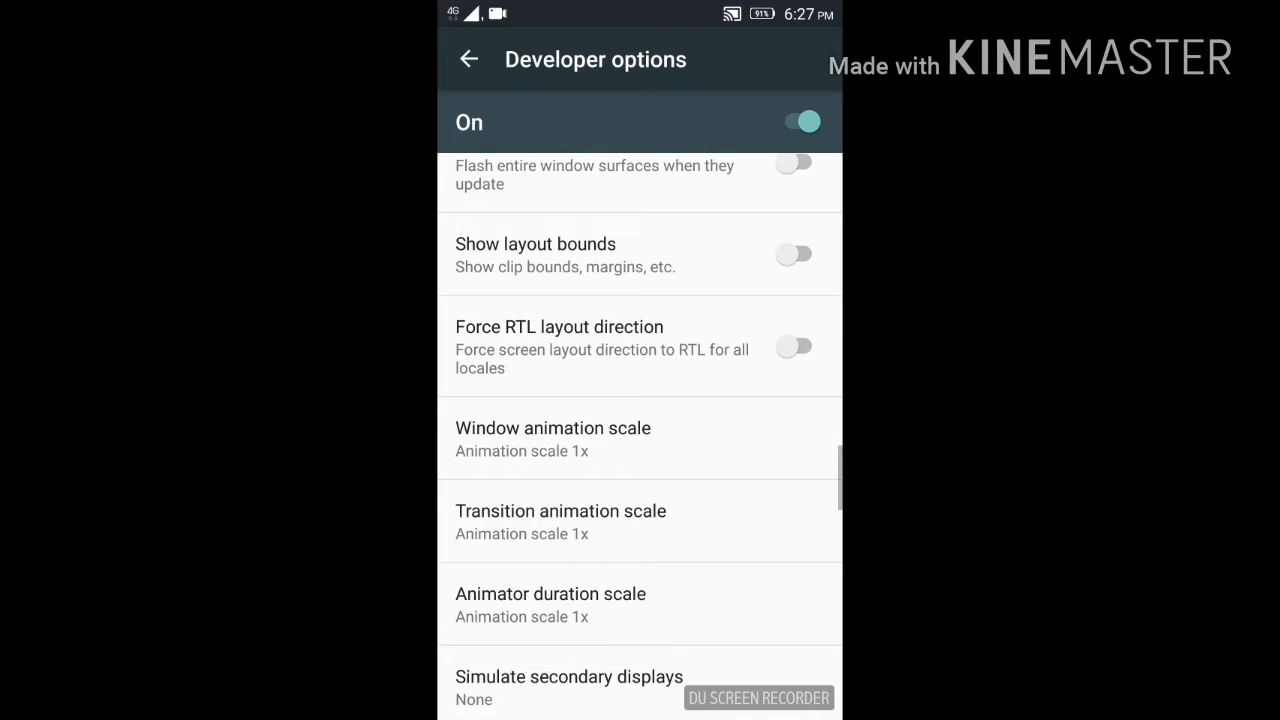 4G 91% 6:27 PM
Made with KINEMASTER
Developer options
On
Flash entire window surfaces when they
update
Show layout bounds
Show clip bounds, margins, etc.
Force RTL layout direction
Force screen layout direction to RTL for all
locales
Window animation scale
Animation scale 1x
Transition animation scale
Animation scale 1x
Animator duration scale
Animation scale 1x
Simulate secondary displays
None
DU SCREEN RECORDER